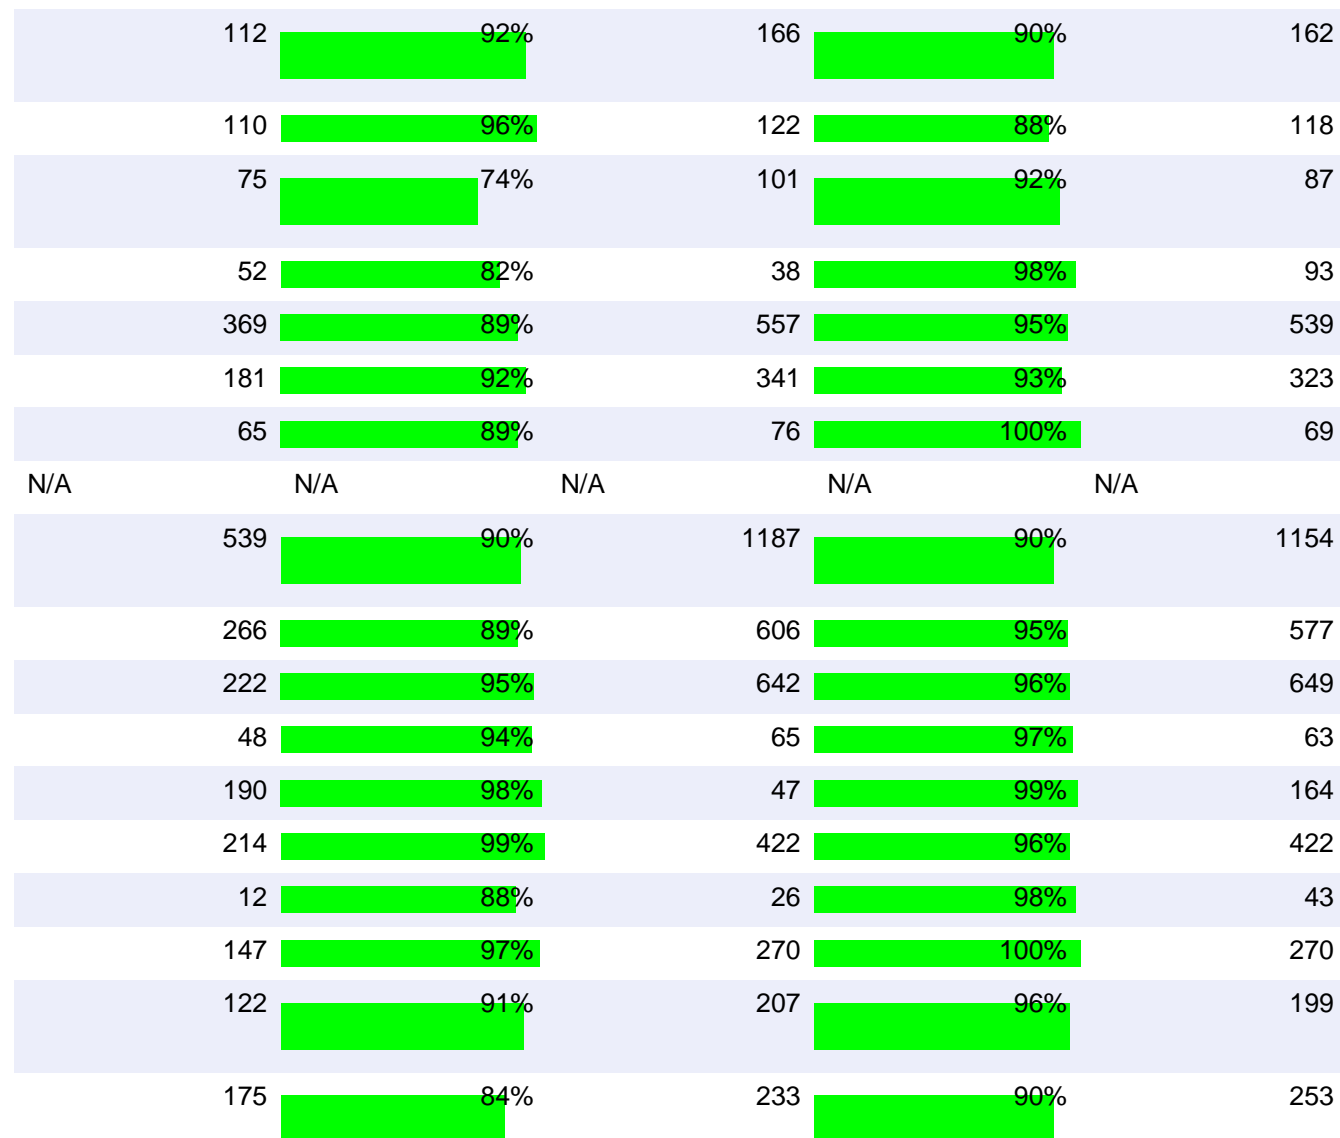 112 92% 166 90% 162
110 96% 122 88% 118
75 74% 101 92% 87
52 82% 38 98% 93
369 89% 557 95% 539
181 92% 341 93% 323
65 89% 76 100% 69
N/A N/A N/A N/A N/A
539 90% 1187 90% 1154
266 89% 606 95% 577
222 95% 642 96% 649
48 94% 65 97% 63
190 98% 47 99% 164
214 99% 422 96% 422
12 88% 26 98% 43
147 97% 270 100% 270
122 91% 207 96% 199
175 84% 233 90% 253